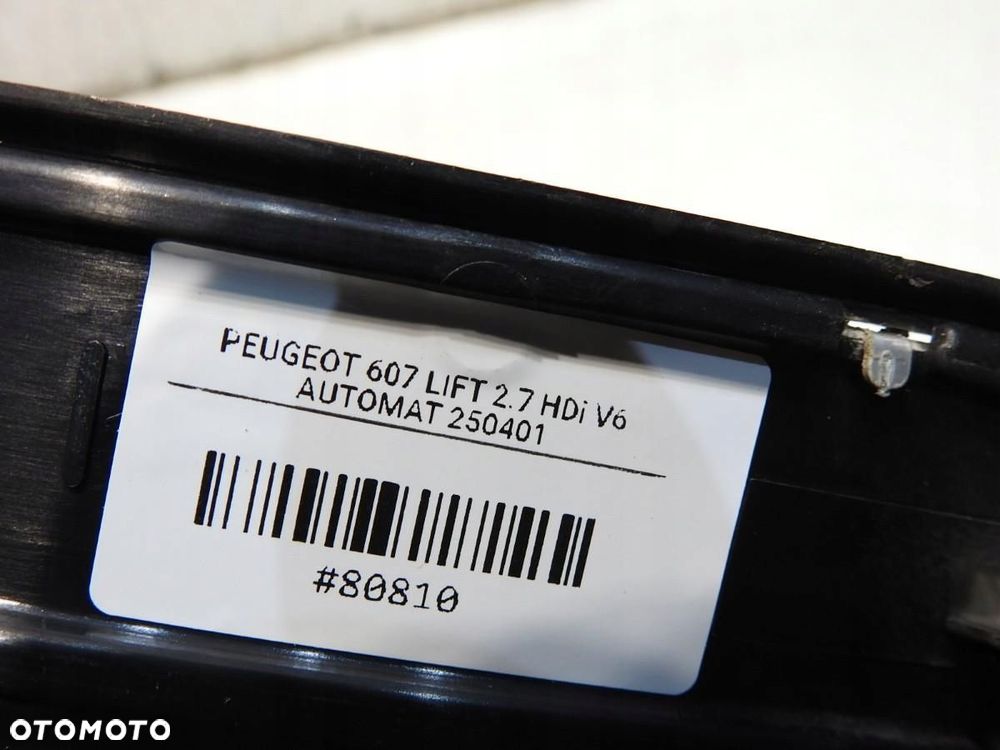 PEUGEOT 607 LIFT 2.7 HDi V6
AUTOMAT 250401
#80810
OTOMOTO